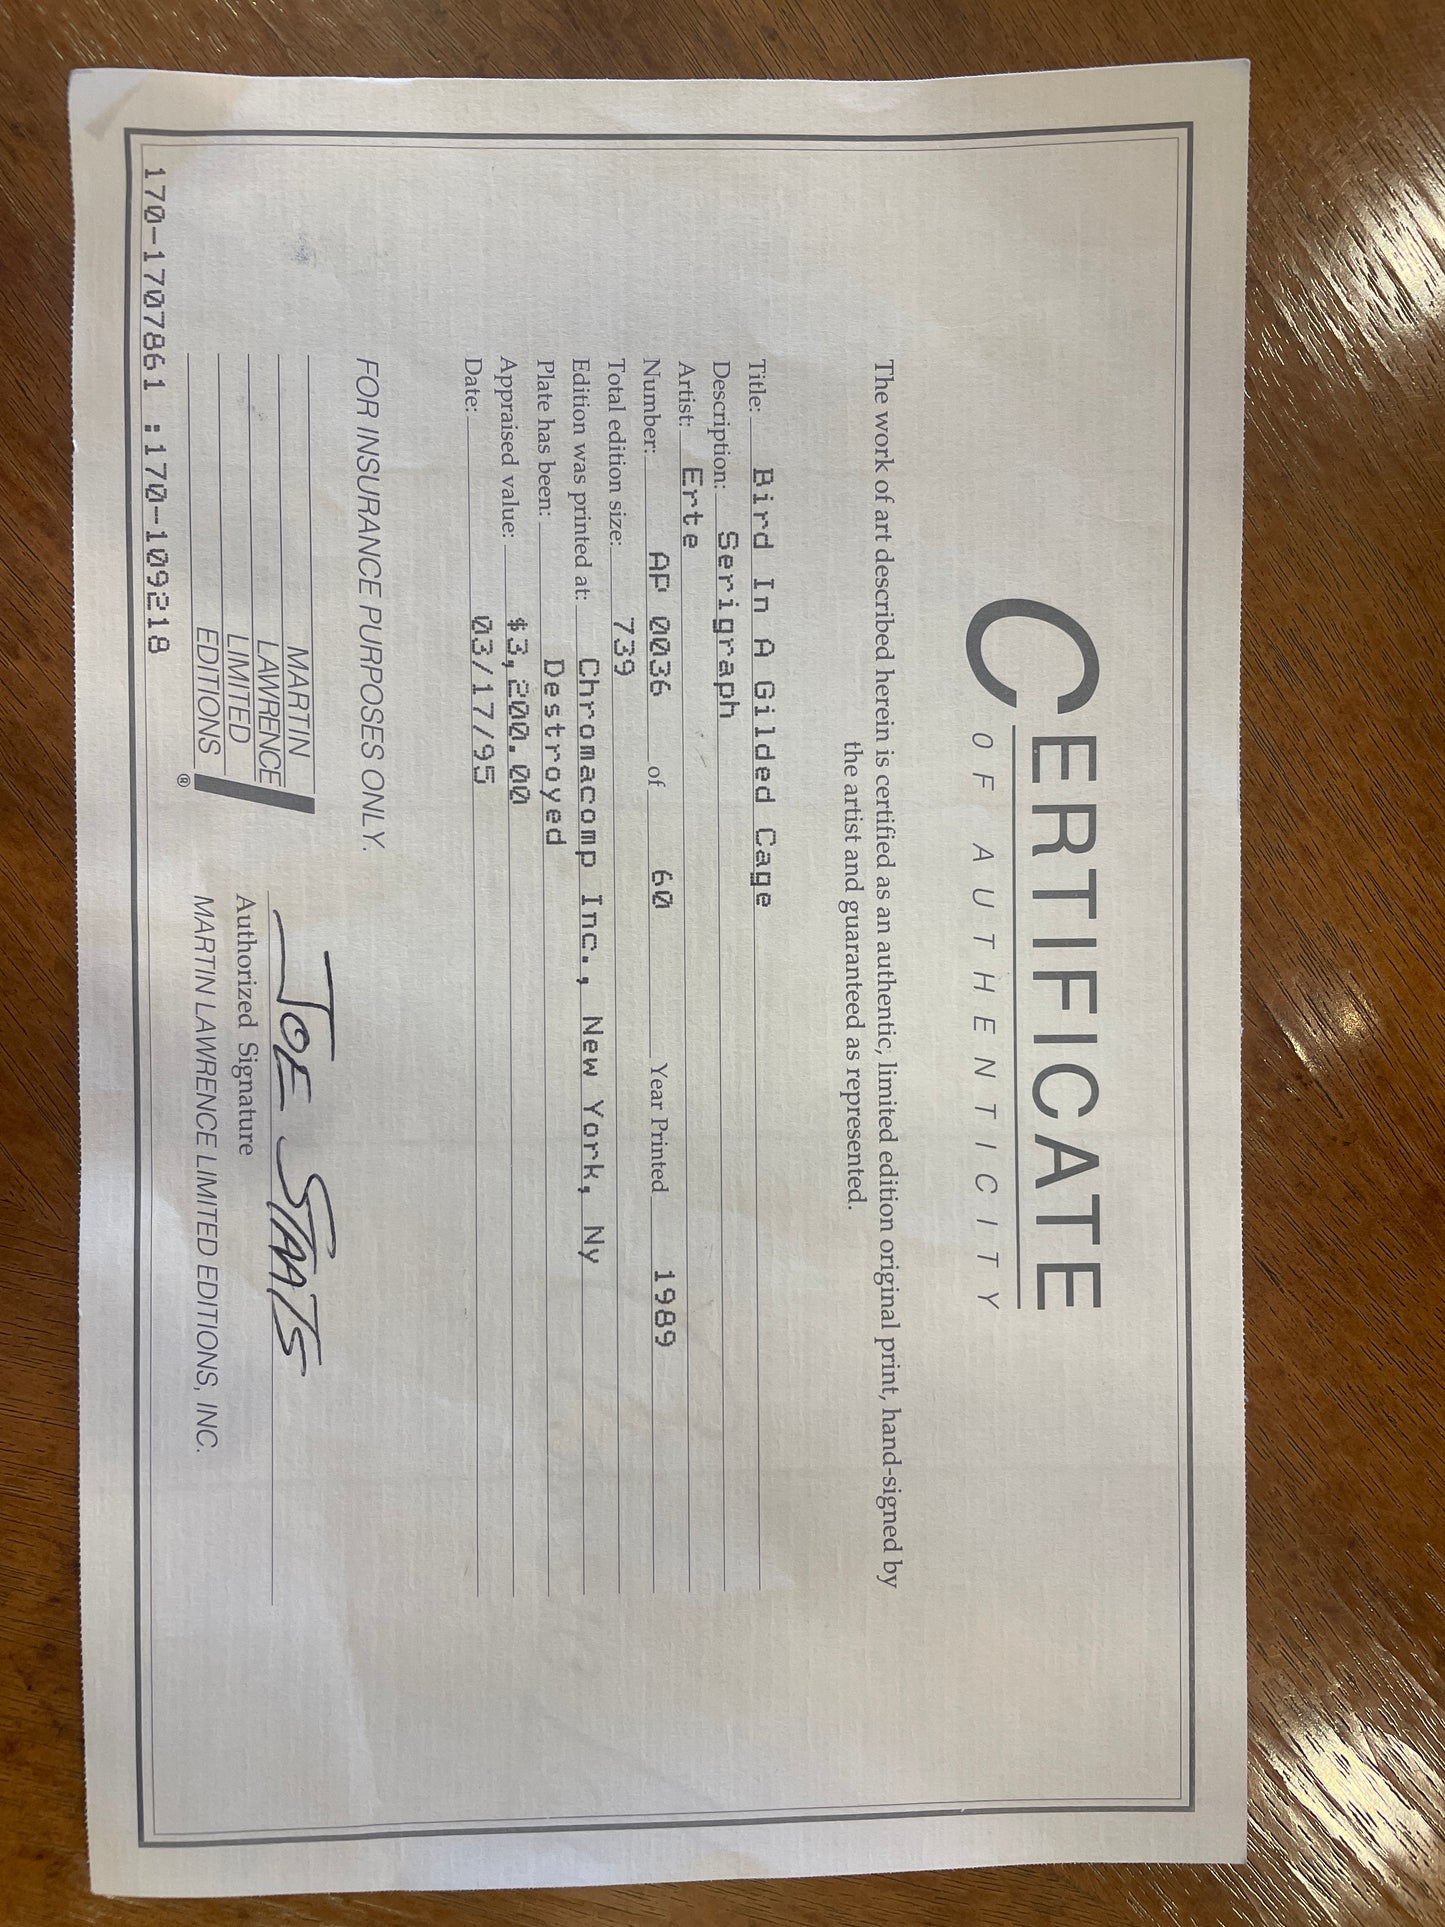 CERTIFICATE
OF AUTHENTICITY
The work of art described herein is certified as an authentic, limited edition original print, hand-signed by
the artist and guaranteed as represented.
Title: Bird In A Gilded Cage
Description: Serigraph
Artist: Erte
Number: AP 0036 of 60 Year Printed 1989
Total edition size: 739
Edition was printed at: Chromacomp Inc., New York, Ny
Plate has been: Destroyed
Appraised value: $3,200.00
Date: 03/17/95
FOR INSURANCE PURPOSES ONLY.
MARTIN
LAWRENCE
LIMITED
EDITIONS ®
JOE STAATS
Authorized Signature
MARTIN LAWRENCE LIMITED EDITIONS, INC.
170-1707861 :170-109218